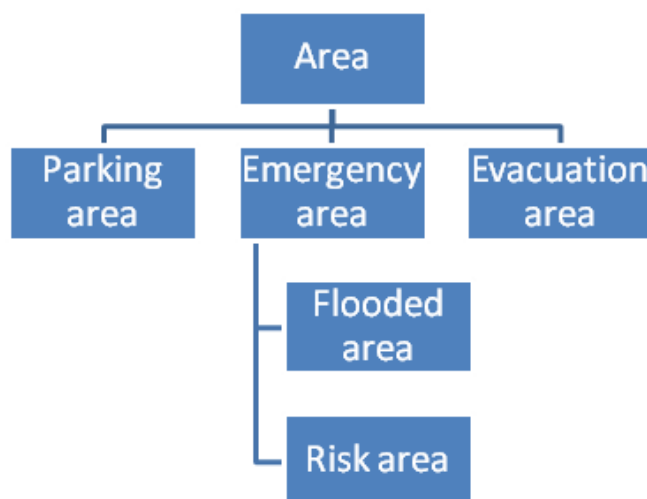 Area
Parking
area
Emergency
area
Evacuation
area
Flooded
area
Risk area